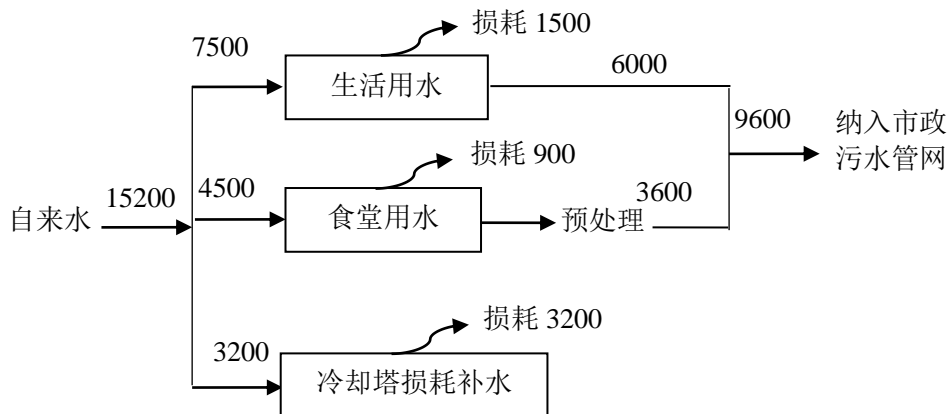 损耗 1500
7500
生活用水
6000
9600
纳入市政
污水管网
损耗 900
自来水
15200
4500
食堂用水
预处理
3600
损耗 3200
3200
冷却塔损耗补水